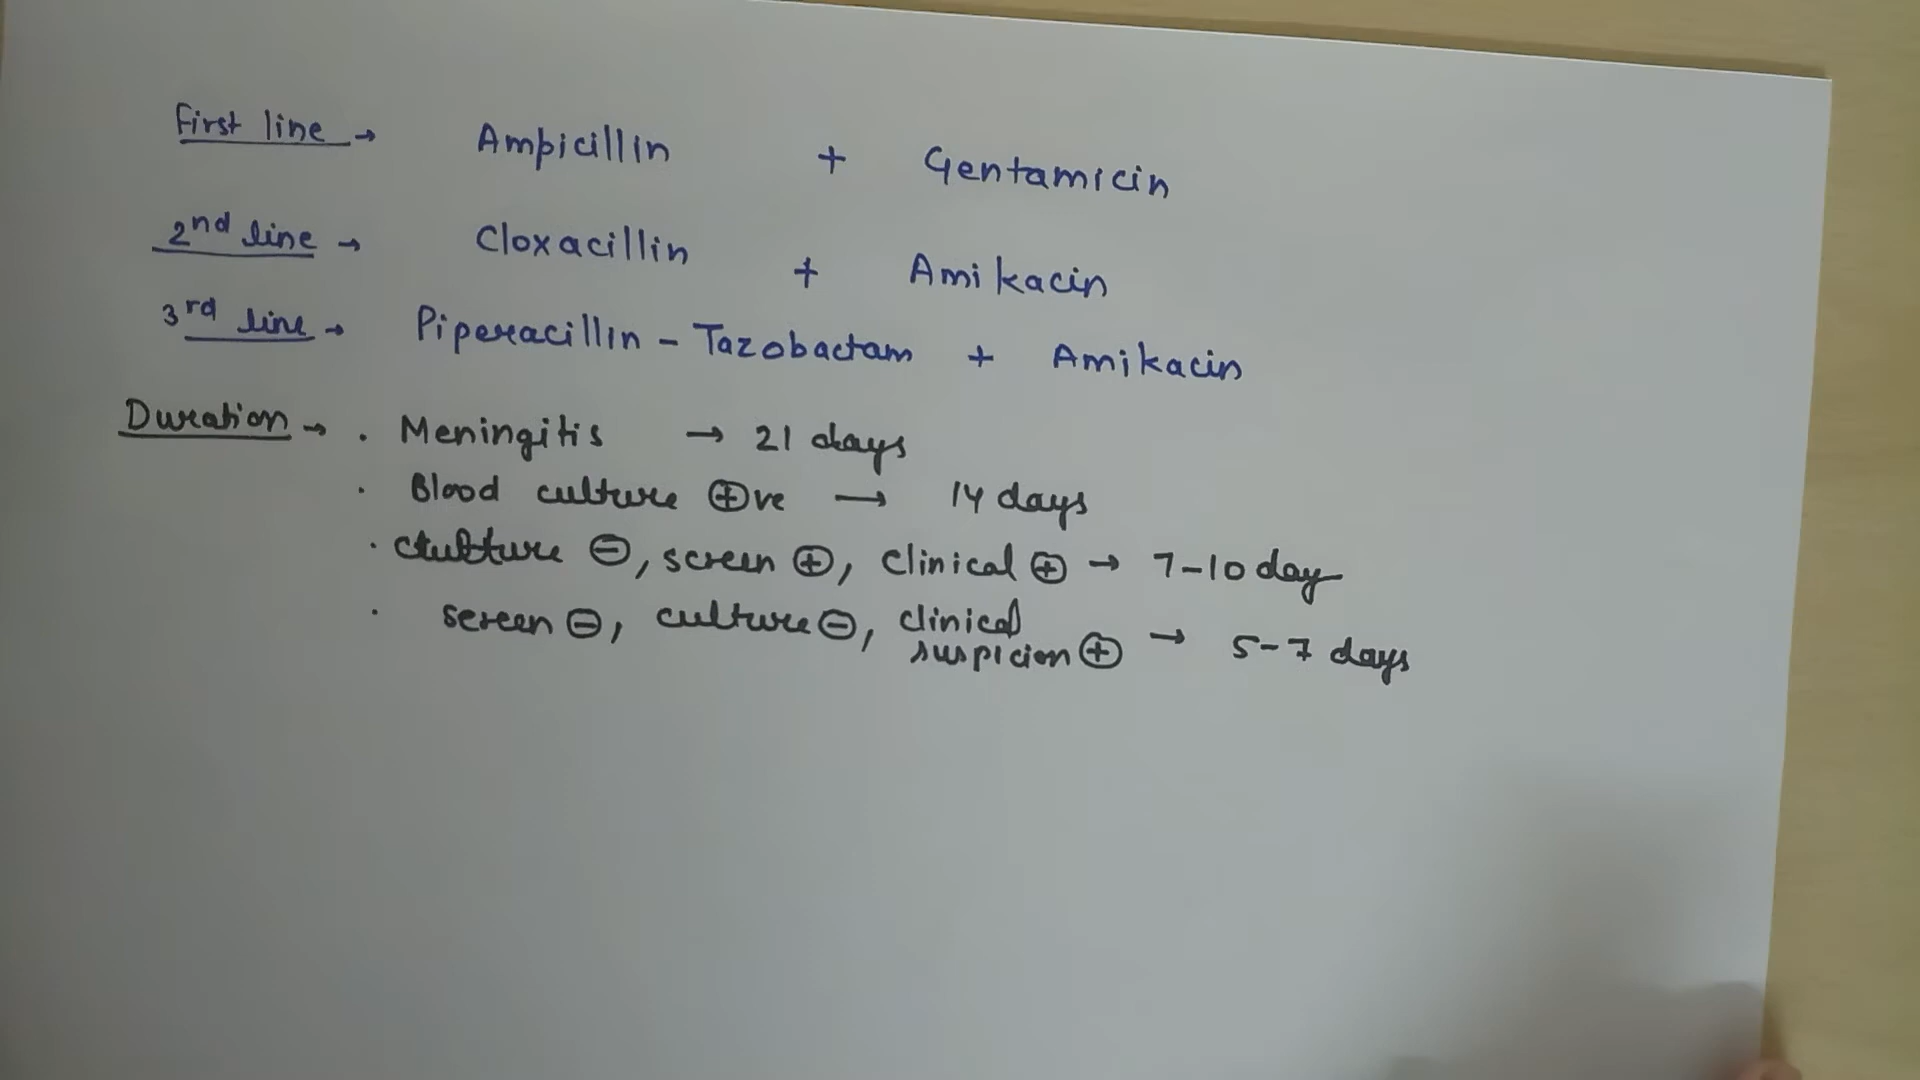 First line → Ampicillin + Gentamicin
2nd line → Cloxacillin + Amikacin
3rd line → Piperacillin - Tazobactam + Amikacin
Duration → . Meningitis → 21 days
. Blood culture ⊕ve → 14 days
. culture ⊖, screen ⊕, Clinical ⊕ → 7-10 day
. screen ⊖, culture ⊖, clinical suspicion ⊕ → 5-7 days